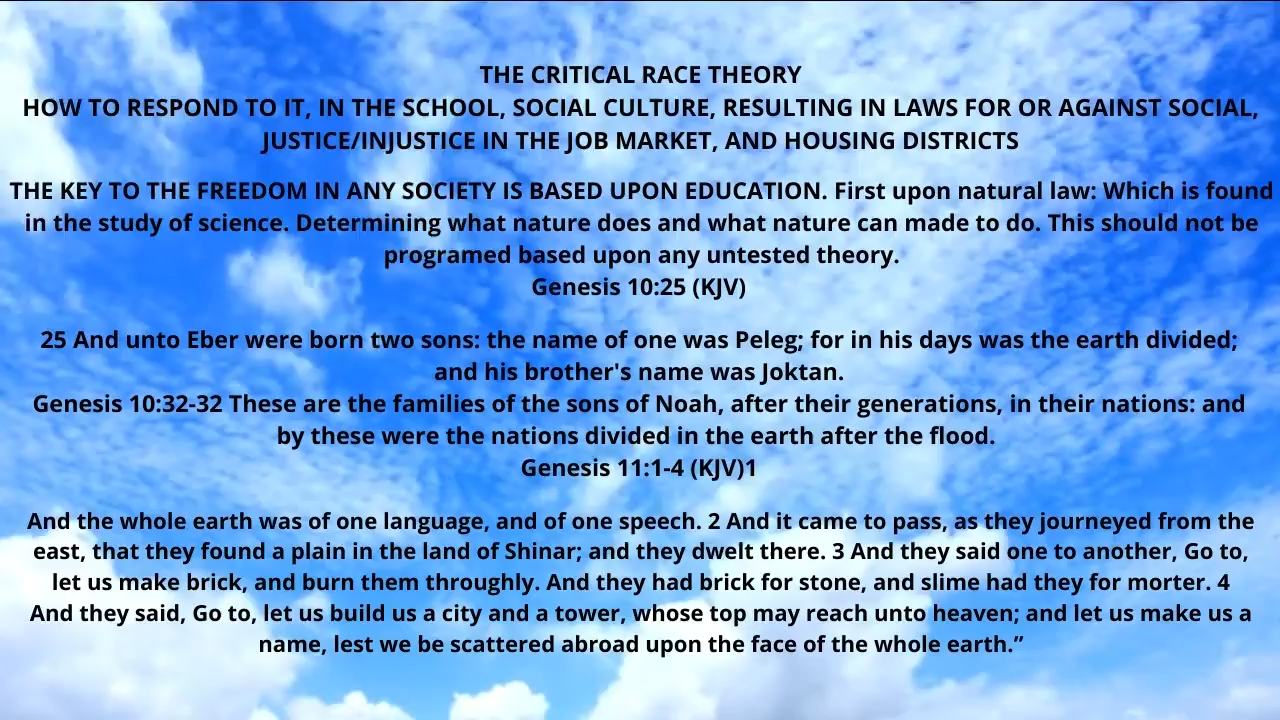 THE CRITICAL RACE THEORY
HOW TO RESPOND TO IT, IN THE SCHOOL, SOCIAL CULTURE, RESULTING IN LAWS FOR OR AGAINST SOCIAL,
JUSTICE/INJUSTICE IN THE JOB MARKET, AND HOUSING DISTRICTS
THE KEY TO THE FREEDOM IN ANY SOCIETY IS BASED UPON EDUCATION. First upon natural law: Which is found
in the study of science. Determining what nature does and what nature can made to do. This should not be
programed based upon any untested theory.
Genesis 10:25 (KJV)
25 And unto Eber were born two sons: the name of one was Peleg; for in his days was the earth divided;
and his brother's name was Joktan.
Genesis 10:32-32 These are the families of the sons of Noah, after their generations, in their nations: and
by these were the nations divided in the earth after the flood.
Genesis 11:1-4 (KJV)1
And the whole earth was of one language, and of one speech. 2 And it came to pass, as they journeyed from the
east, that they found a plain in the land of Shinar; and they dwelt there. 3 And they said one to another, Go to,
let us make brick, and burn them throughly. And they had brick for stone, and slime had they for morter. 4
And they said, Go to, let us build us a city and a tower, whose top may reach unto heaven; and let us make us a
name, lest we be scattered abroad upon the face of the whole earth.”